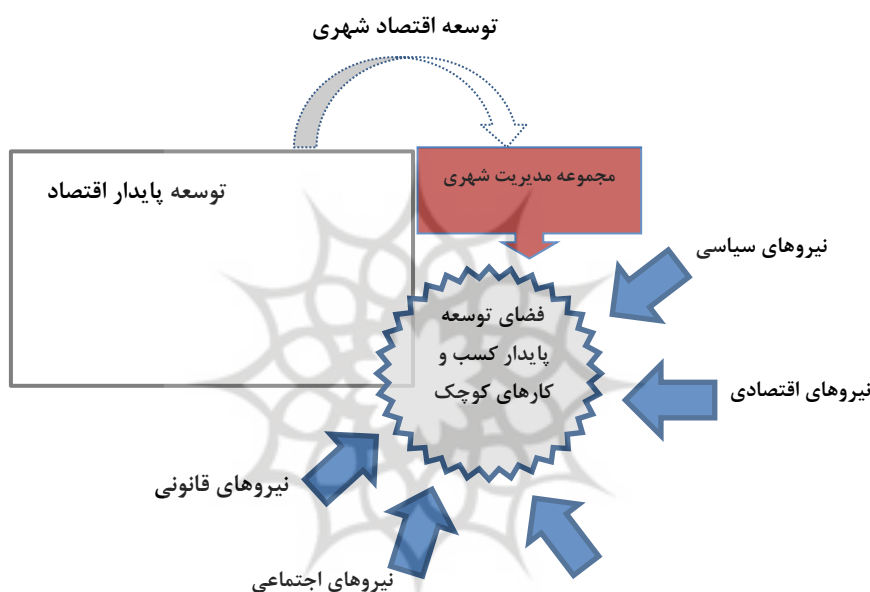 توسعه اقتصاد شهری
مجموعه مدیریت شهری
توسعه پایدار اقتصاد
نیروهای سیاسی
فضای توسعه
پایدار کسب و
کارهای کوچک
نیروهای اقتصادی
نیروهای قانونی
نیروهای اجتماعی